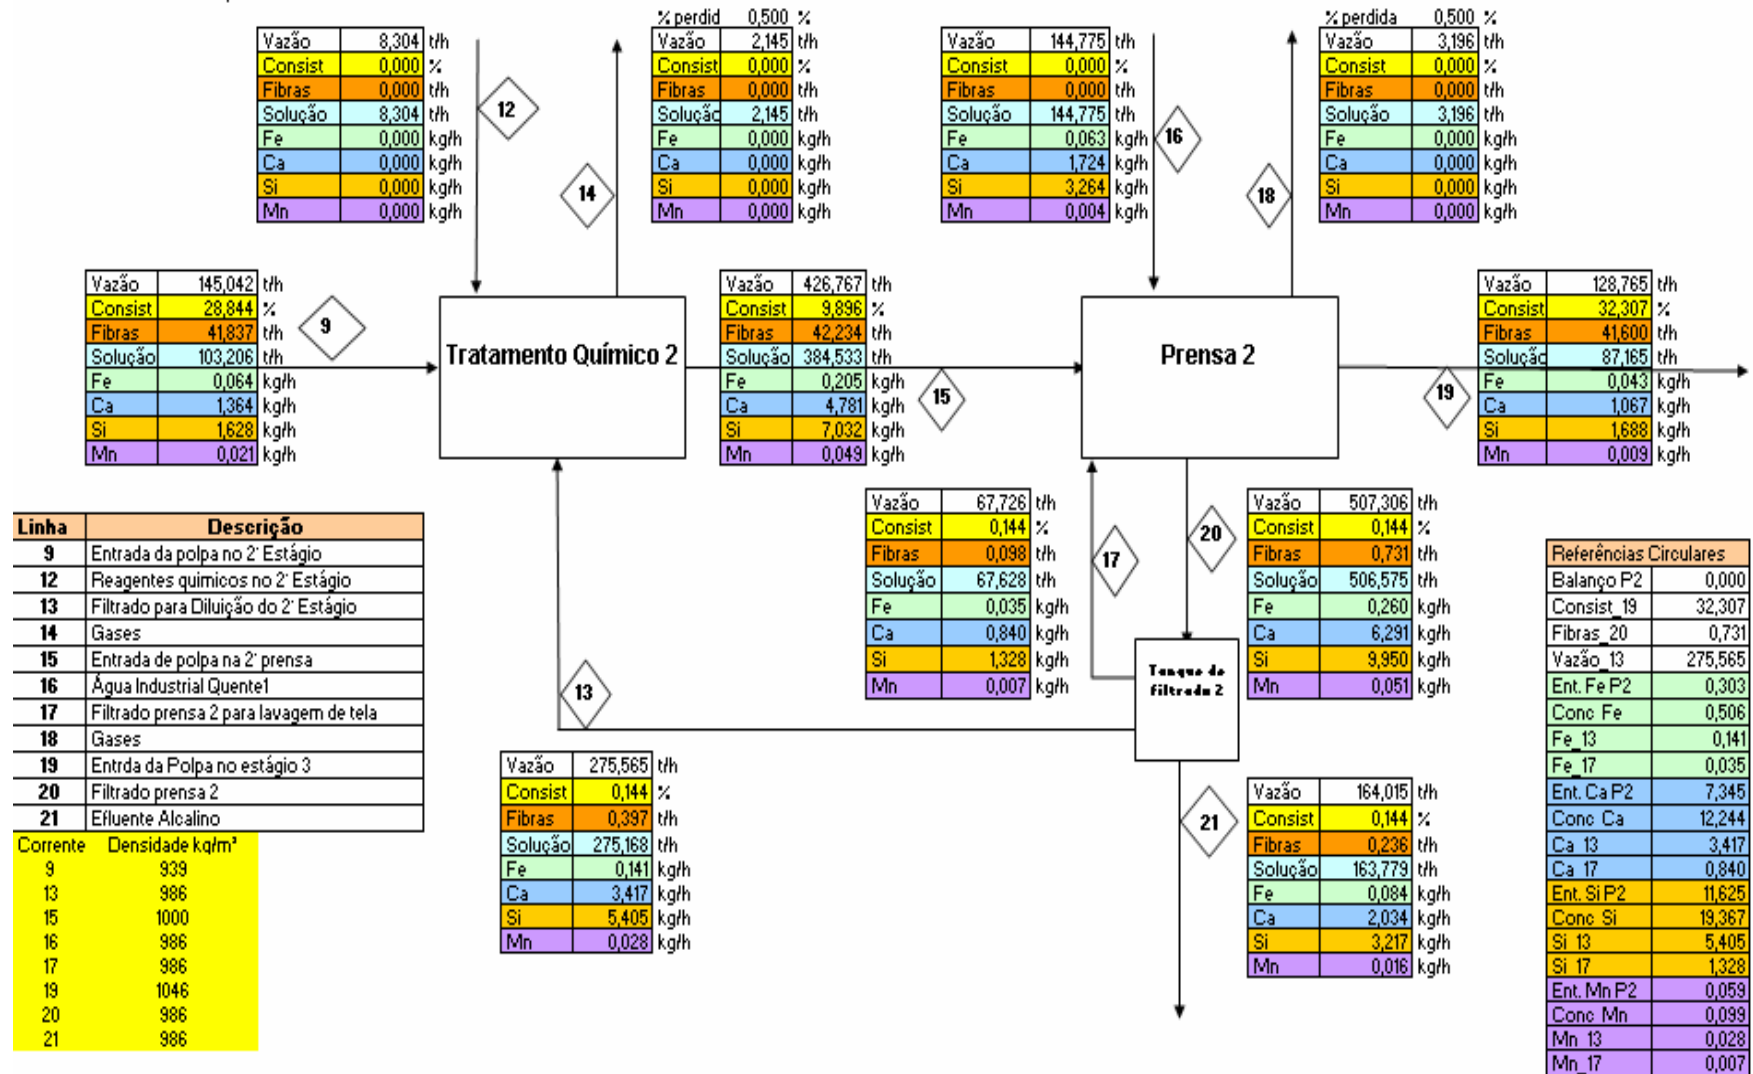 % perdid 0,500 %
% perdida 0,500 %
Vazão 8,304 t/h
Consist 0,000 %
Fibras 0,000 t/h
Solução 8,304 t/h
Fe 0,000 kg/h
Ca 0,000 kg/h
Si 0,000 kg/h
Mn 0,000 kg/h
12
14
Vazão 2,145 t/h
Consist 0,000 %
Fibras 0,000 t/h
Soluçãc 2,145 t/h
Fe 0,000 kg/h
Ca 0,000 kg/h
Si 0,000 kg/h
Mn 0,000 kg/h
Vazão 144,775 t/h
Consist 0,000 %
Fibras 0,000 t/h
Solução 144,775 t/h
Fe 0,063 kg/h
Ca 1,724 kg/h
Si 3,264 kg/h
Mn 0,004 kg/h
16
18
Vazão 3,196 t/h
Consist 0,000 %
Fibras 0,000 t/h
Solução 3,196 t/h
Fe 0,000 kg/h
Ca 0,000 kg/h
Si 0,000 kg/h
Mn 0,000 kg/h
Vazão 145,042 t/h
Consist 28,844 %
Fibras 41,837 t/h
Solução 103,206 t/h
Fe 0,064 kg/h
Ca 1,364 kg/h
Si 1,628 kg/h
Mn 0,021 kg/h
9
Tratamento Químico 2
Vazão 426,767 t/h
Consist 9,896 %
Fibras 42,234 t/h
Solução 384,533 t/h
Fe 0,205 kg/h
Ca 4,781 kg/h
Si 7,032 kg/h
Mn 0,049 kg/h
15
Prensa 2
19
Vazão 128,765 t/h
Consist 32,307 %
Fibras 41,600 t/h
Soluçãc 87,165 t/h
Fe 0,043 kg/h
Ca 1,067 kg/h
Si 1,688 kg/h
Mn 0,009 kg/h
Vazão 67,726 t/h
Consist 0,144 %
Fibras 0,098 t/h
Solução 67,628 t/h
Fe 0,035 kg/h
Ca 0,840 kg/h
Si 1,328 kg/h
Mn 0,007 kg/h
17
20
Vazão 507,306 t/h
Consist 0,144 %
Fibras 0,731 t/h
Solução 506,575 t/h
Fe 0,260 kg/h
Ca 6,291 kg/h
Si 9,950 kg/h
Mn 0,051 kg/h
Tanque de
filtrado 2
13
Linha Descrição
9 Entrada da polpa no 2' Estágio
12 Reagentes quimicos no 2' Estágio
13 Filtrado para Diluição do 2' Estágio
14 Gases
15 Entrada de polpa na 2' prensa
16 Água Industrial Quente1
17 Filtrado prensa 2 para lavagem de tela
18 Gases
19 Entrda da Polpa no estágio 3
20 Filtrado prensa 2
21 Efluente Alcalino
Corrente Densidade kg/m³
9 939
13 986
15 1000
16 986
17 986
19 1046
20 986
21 986
Vazão 275,565 t/h
Consist 0,144 %
Fibras 0,397 t/h
Solução 275,168 t/h
Fe 0,141 kg/h
Ca 3,417 kg/h
Si 5,405 kg/h
Mn 0,028 kg/h
21
Vazão 164,015 t/h
Consist 0,144 %
Fibras 0,236 t/h
Solução 163,779 t/h
Fe 0,084 kg/h
Ca 2,034 kg/h
Si 3,217 kg/h
Mn 0,016 kg/h
Referências Circulares
Balanço P2 0,000
Consist_19 32,307
Fibras_20 0,731
Vazão_13 275,565
Ent. Fe P2 0,303
Conc Fe 0,506
Fe_13 0,141
Fe_17 0,035
Ent. Ca P2 7,345
Conc Ca 12,244
Ca 13 3,417
Ca 17 0,840
Ent. Si P2 11,625
Conc Si 19,367
Si 13 5,405
Si 17 1,328
Ent. Mn P2 0,059
Conc Mn 0,099
Mn 13 0,028
Mn_17 0,007